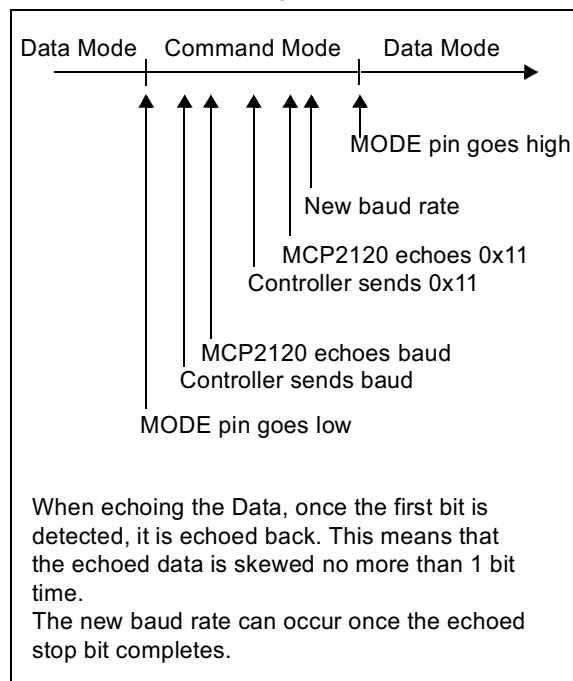 Data Mode Command Mode Data Mode
MODE pin goes high
New baud rate
MCP2120 echoes 0x11
Controller sends 0x11
MCP2120 echoes baud
Controller sends baud
MODE pin goes low
When echoing the Data, once the first bit is
detected, it is echoed back. This means that
the echoed data is skewed no more than 1 bit
time.
The new baud rate can occur once the echoed
stop bit completes.